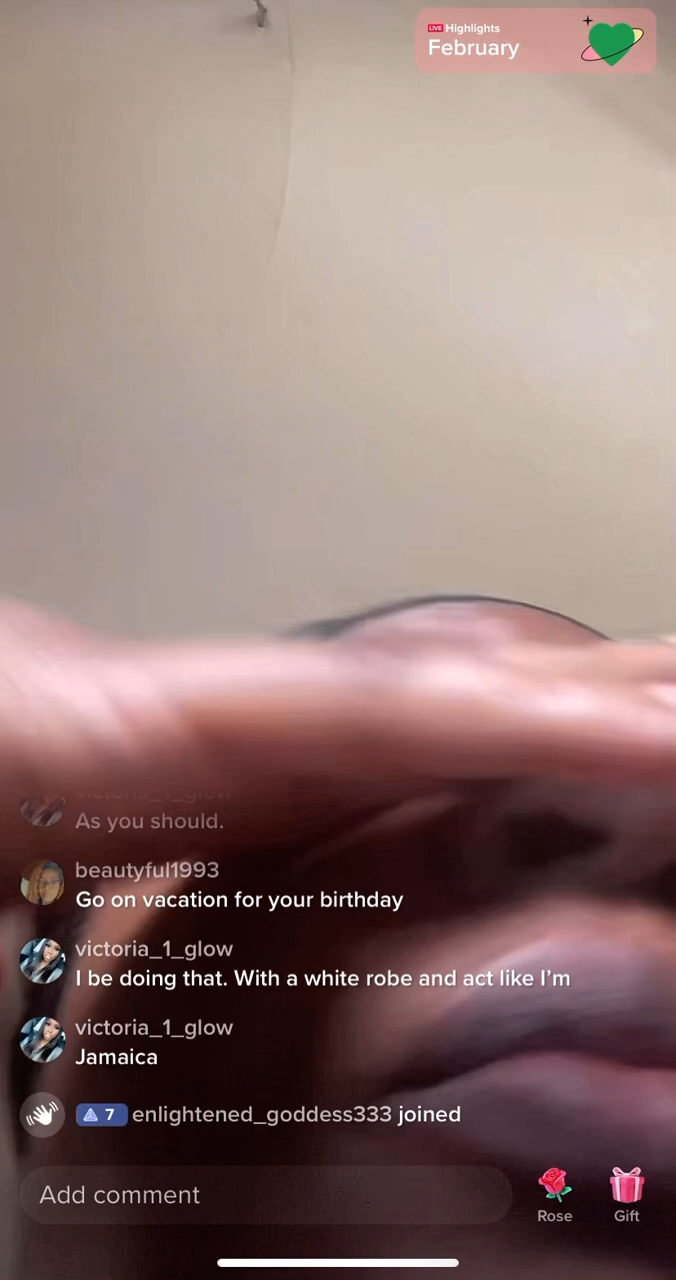 LIVE Highlights
February
victoria_1_glow
As you should.
beautyful1993
Go on vacation for your birthday
victoria_1_glow
I be doing that. With a white robe and act like I’m
victoria_1_glow
Jamaica
7 enlightened_goddess333 joined
Add comment
Rose
Gift